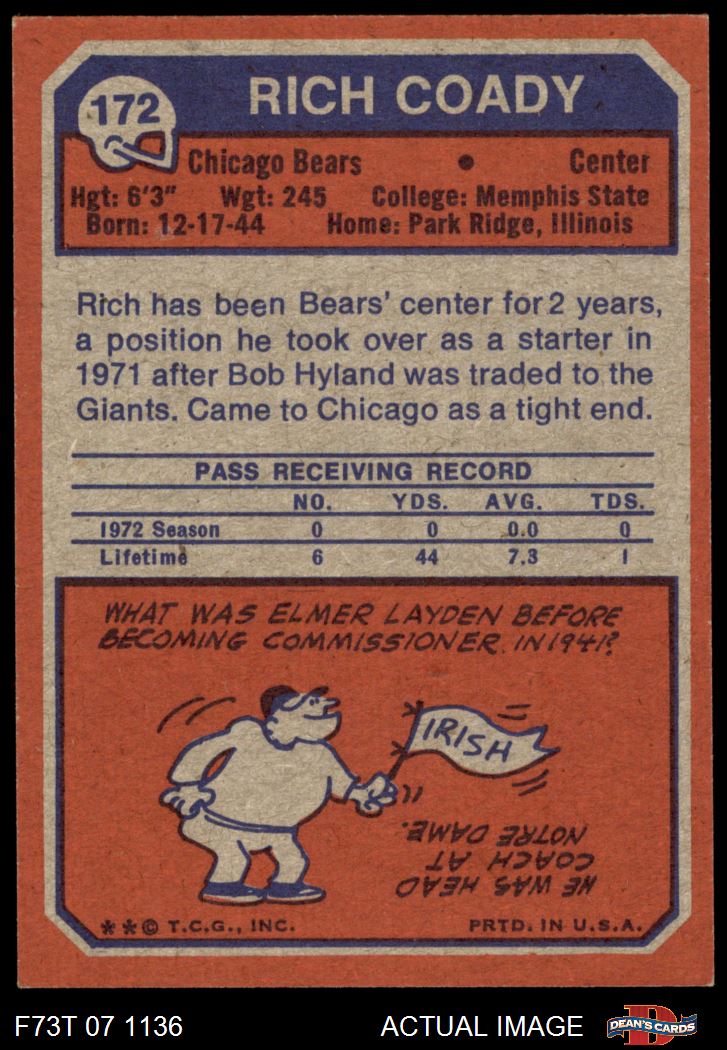 172
RICH COADY
Chicago Bears • Center
Hgt: 6'3" Wgt: 245 College: Memphis State
Born: 12-17-44 Home: Park Ridge, Illinois
Rich has been Bears' center for 2 years,
a position he took over as a starter in
1971 after Bob Hyland was traded to the
Giants. Came to Chicago as a tight end.
PASS RECEIVING RECORD
NO. YDS. AVG. TDS.
1972 Season 0 0 0.0 0
Lifetime 6 44 7.3 1
WHAT WAS ELMER LAYDEN BEFORE
BECOMING COMMISSIONER IN 1941?
IRISH
HE WAS HEAD
COACH AT
NOTRE DAME.
**© T.C.G., INC. PRTD. IN U.S.A.
F73T 07 1136 ACTUAL IMAGE DEAN'S CARDS